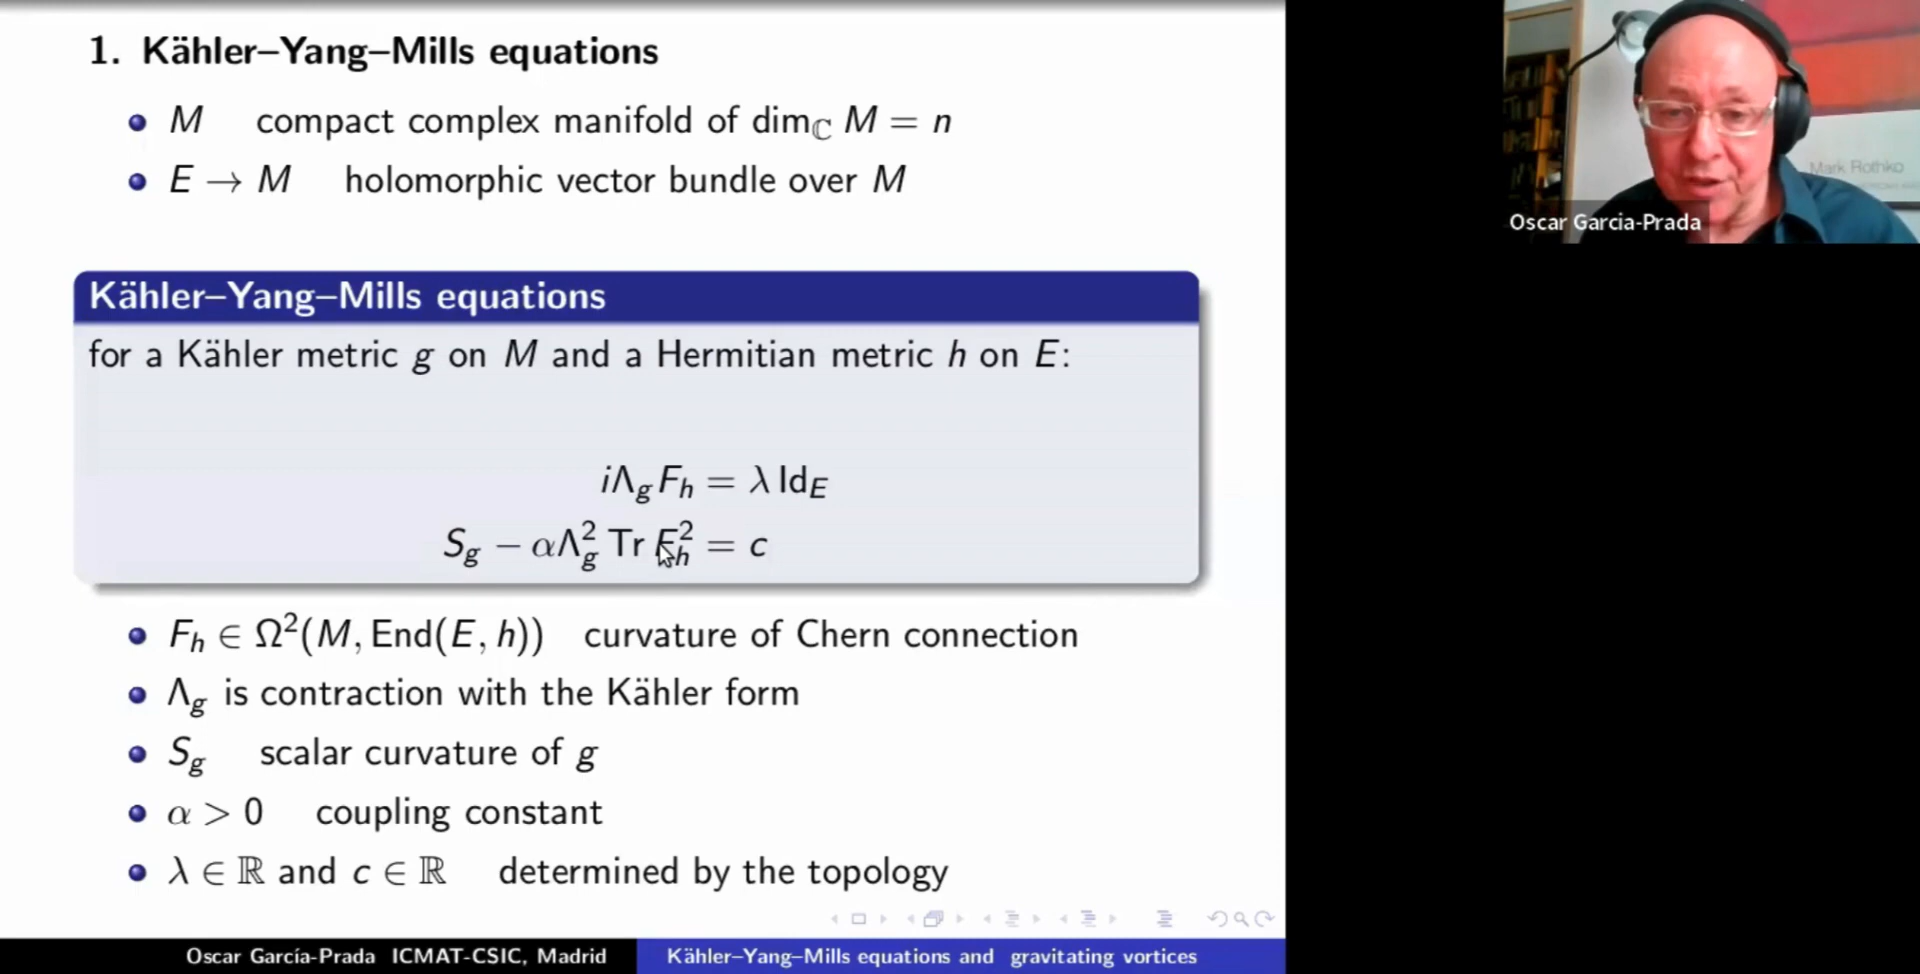 1. Kähler–Yang–Mills equations
M compact complex manifold of dim_ℂ M = n
E → M holomorphic vector bundle over M
Kähler–Yang–Mills equations
for a Kähler metric g on M and a Hermitian metric h on E:
iΛ_g F_h = λ Id_E
S_g − αΛ_g^2 Tr F_h^2 = c
F_h ∈ Ω^2(M, End(E, h)) curvature of Chern connection
Λ_g is contraction with the Kähler form
S_g scalar curvature of g
α > 0 coupling constant
λ ∈ ℝ and c ∈ ℝ determined by the topology
Oscar García-Prada ICMAT-CSIC, Madrid
Kähler–Yang–Mills equations and gravitating vortices
Mark Rothko
Oscar Garcia-Prada